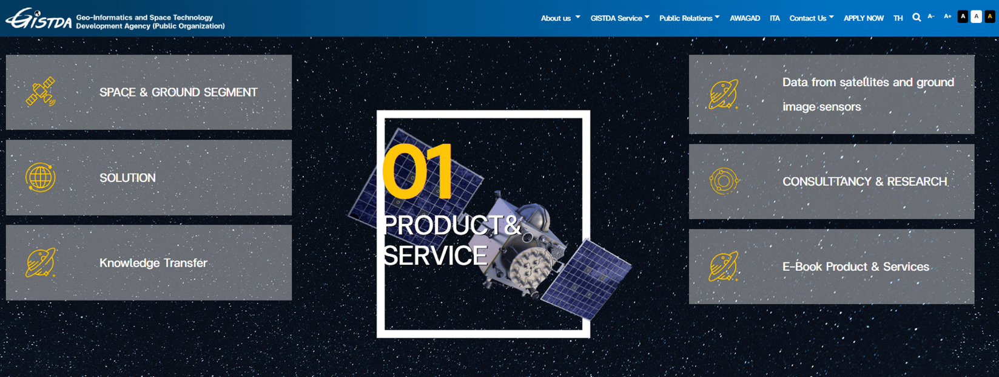 GISTDA
Geo-Informatics and Space Technology
Development Agency (Public Organization)
About us
GISTDA Service
Public Relations
AWAGAD
ITA
Contact Us
APPLY NOW
TH
A-
A+
A
A
A
SPACE & GROUND SEGMENT
SOLUTION
Knowledge Transfer
01
PRODUCT&
SERVICE
Data from satellites and ground
image sensors
CONSULTTANCY & RESEARCH
E-Book Product & Services